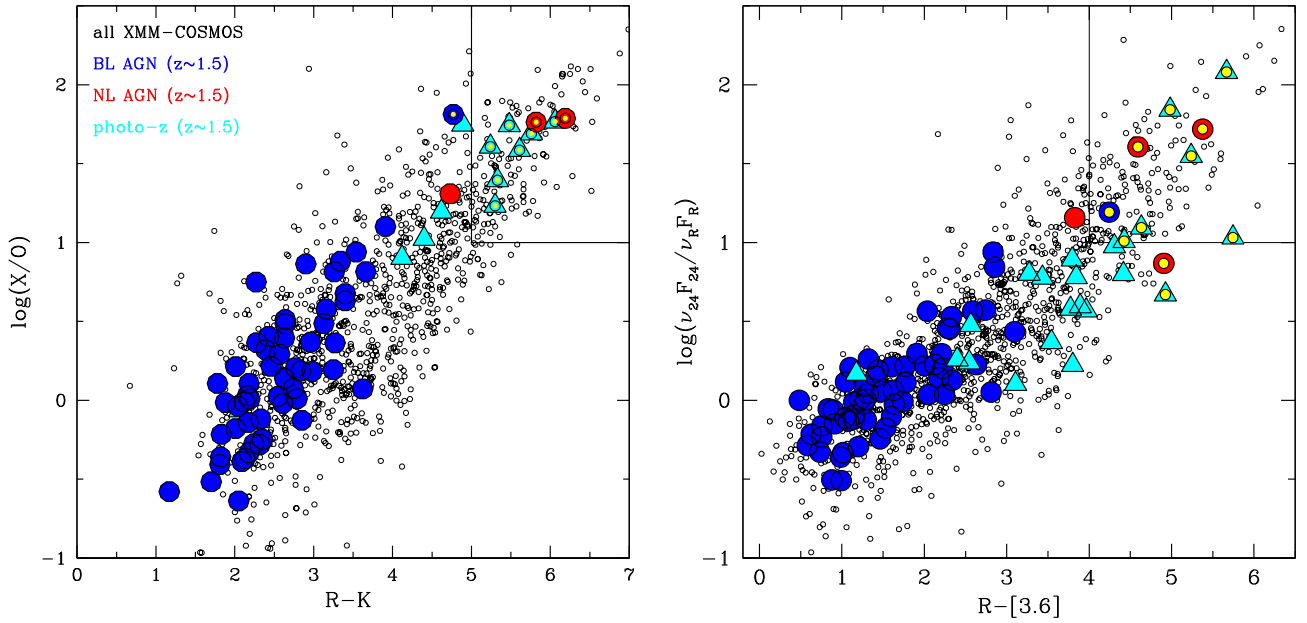 all XMM-COSMOS
BL AGN (z~1.5)
NL AGN (z~1.5)
photo-z (z~1.5)
log(X/O)
2
1
0
-1
0 1 2 3 4 5 6 7
R-K
log(ν24F24/νRFR)
2
1
0
-1
0 1 2 3 4 5 6
R-[3.6]